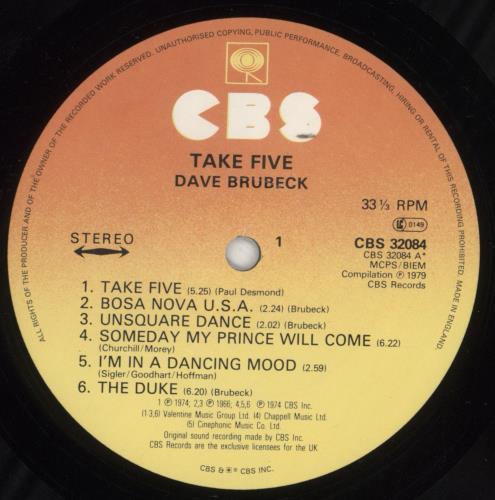 ALL RIGHTS OF THE PRODUCER AND OF THE OWNER OF THE RECORDED WORK RESERVED. UNAUTHORISED COPYING, PUBLIC PERFORMANCE, BROADCASTING, HIRING OR RENTAL OF THIS RECORDING PROHIBITED. MADE IN ENGLAND.
CBS
TAKE FIVE
DAVE BRUBECK
33 ⅓ RPM
0149
STEREO
1
CBS 32084
CBS 32084 A*
MCPS/BIEM
Compilation ℗ 1979
CBS Records
1. TAKE FIVE (5.25) (Paul Desmond)
2. BOSA NOVA U.S.A. (2.24) (Brubeck)
3. UNSQUARE DANCE (2.02) (Brubeck)
4. SOMEDAY MY PRINCE WILL COME (6.22)
(Churchill/Morey)
5. I'M IN A DANCING MOOD (2.59)
(Sigler/Goodhart/Hoffman)
6. THE DUKE (6.20) (Brubeck)
1 ℗ 1974; 2,3 ℗ 1966; 4,5,6 ℗ 1974 CBS Inc.
(1-3,6) Valentine Music Group Ltd. (4) Chappell Music Ltd.
(5) Cinephonic Music Co. Ltd.
Original sound recording made by CBS Inc.
CBS Records are the exclusive licensees for the UK
CBS & ® CBS INC.